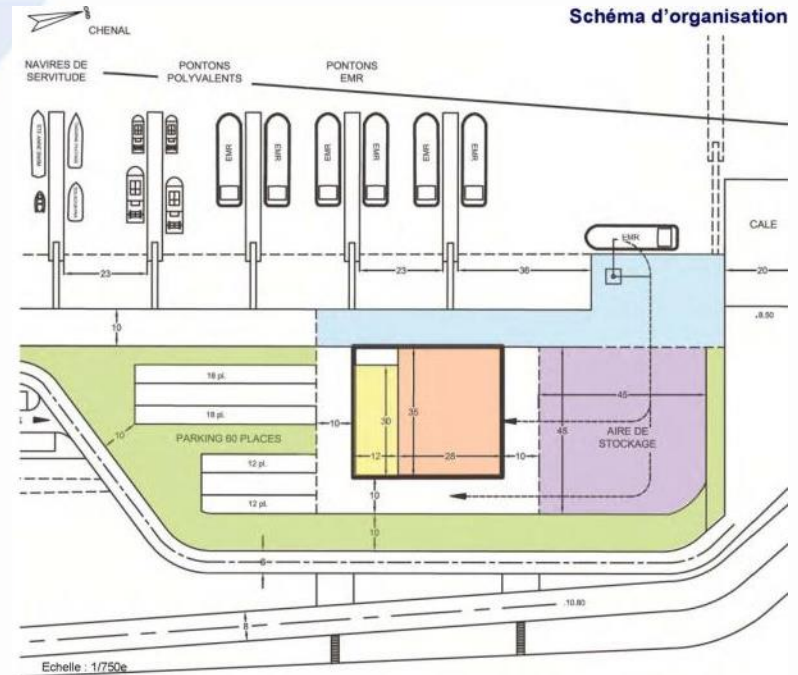 Schéma d'organisation
CHENAL
NAVIRES DE
SERVITUDE
PONTONS
POLYVALENTS
PONTONS
EMR
EMR
EMR
EMR
EMR
EMR
EMR
EMR
CALE
23
23
36
20
10
.8.50
18 pl.
18 pl.
PARKING 60 PLACES
12 pl.
12 pl.
10
10
30
35
12
28
10
45
45
AIRE DE
STOCKAGE
10
10
6
8
.10.80
Echelle : 1/750e